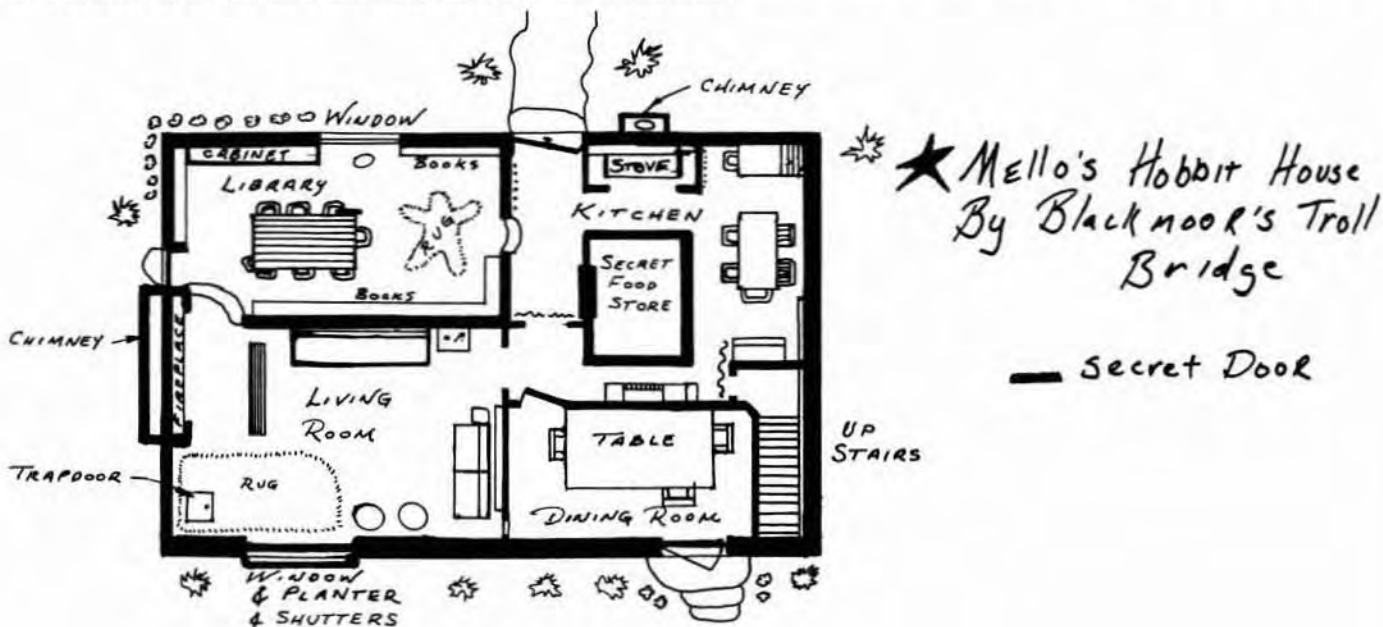 CHIMNEY
WINDOW
CABINET
BOOKS
STOVE
LIBRARY
RUG
KITCHEN
SECRET
FOOD
STORE
BOOKS
CHIMNEY
FIREPLACE
LIVING
ROOM
TABLE
UP
STAIRS
TRAPDOOR
RUG
DINING ROOM
WINDOW
& PLANTER
& SHUTTERS
Mello's Hobbit House
By Blackmoor's Troll
Bridge
Secret Door